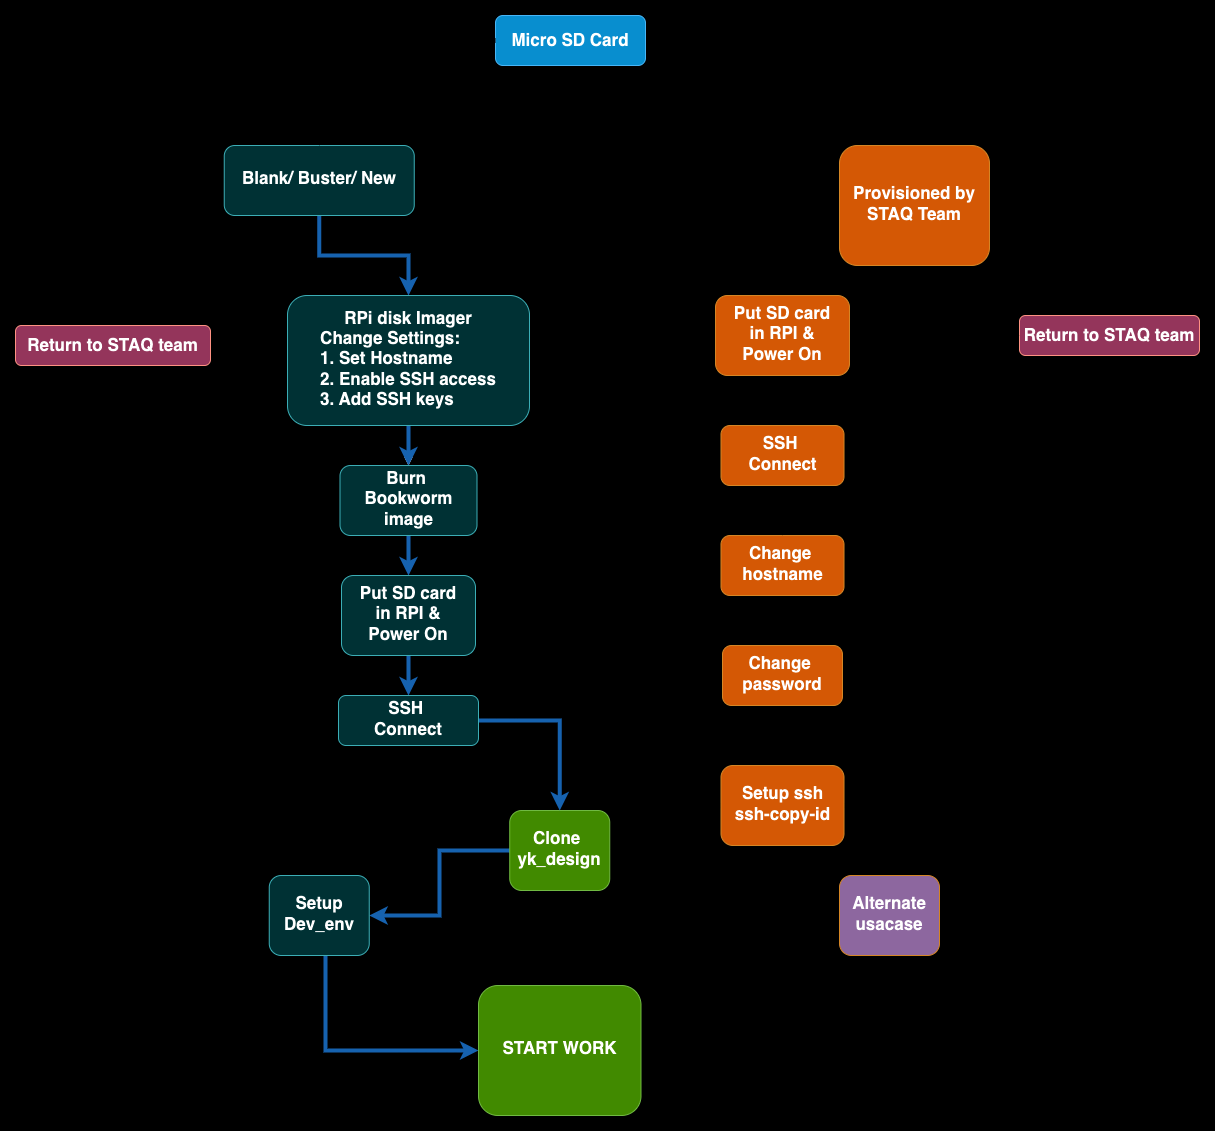 Micro SD Card
Blank/ Buster/ New
Provisioned by
STAQ Team
RPi disk Imager
Change Settings:
1. Set Hostname
2. Enable SSH access
3. Add SSH keys
Return to STAQ team
Put SD card
in RPI &
Power On
Return to STAQ team
SSH
Connect
Burn
Bookworm
image
Change
hostname
Put SD card
in RPI &
Power On
Change
password
SSH
Connect
Setup ssh
ssh-copy-id
Clone
yk_design
Setup
Dev_env
Alternate
usacase
START WORK